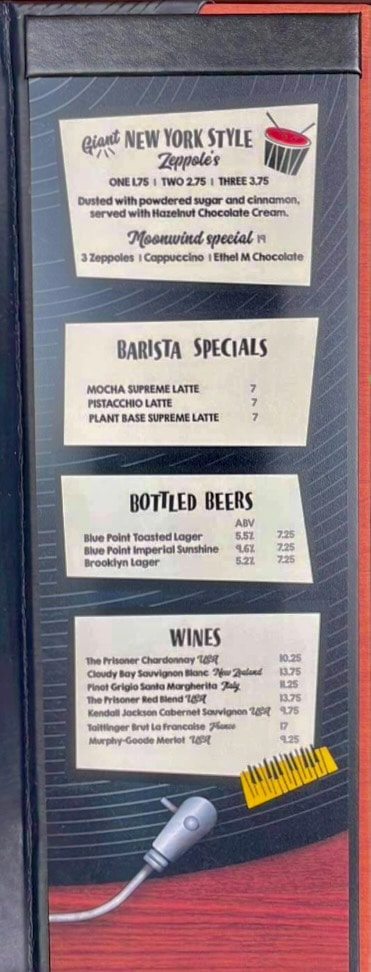 Giant NEW YORK STYLE
Zeppole's
ONE 1.75 | TWO 2.75 | THREE 3.75
Dusted with powdered sugar and cinnamon,
served with Hazelnut Chocolate Cream.
Moonwind special 19
3 Zeppoles | Cappuccino | Ethel M Chocolate
BARISTA SPECIALS
MOCHA SUPREME LATTE 7
PISTACCHIO LATTE 7
PLANT BASE SUPREME LATTE 7
BOTTLED BEERS
ABV
Blue Point Toasted Lager 5.5% 7.25
Blue Point Imperial Sunshine 9.6% 7.25
Brooklyn Lager 5.2% 7.25
WINES
The Prisoner Chardonnay USA 10.25
Cloudy Bay Sauvignon Blanc New Zealand 13.75
Pinot Grigio Santa Margherita Italy 11.25
The Prisoner Red Blend USA 13.75
Kendall Jackson Cabernet Sauvignon USA 9.75
Taittinger Brut La Francaise France 17
Murphy-Goode Merlot USA 9.25